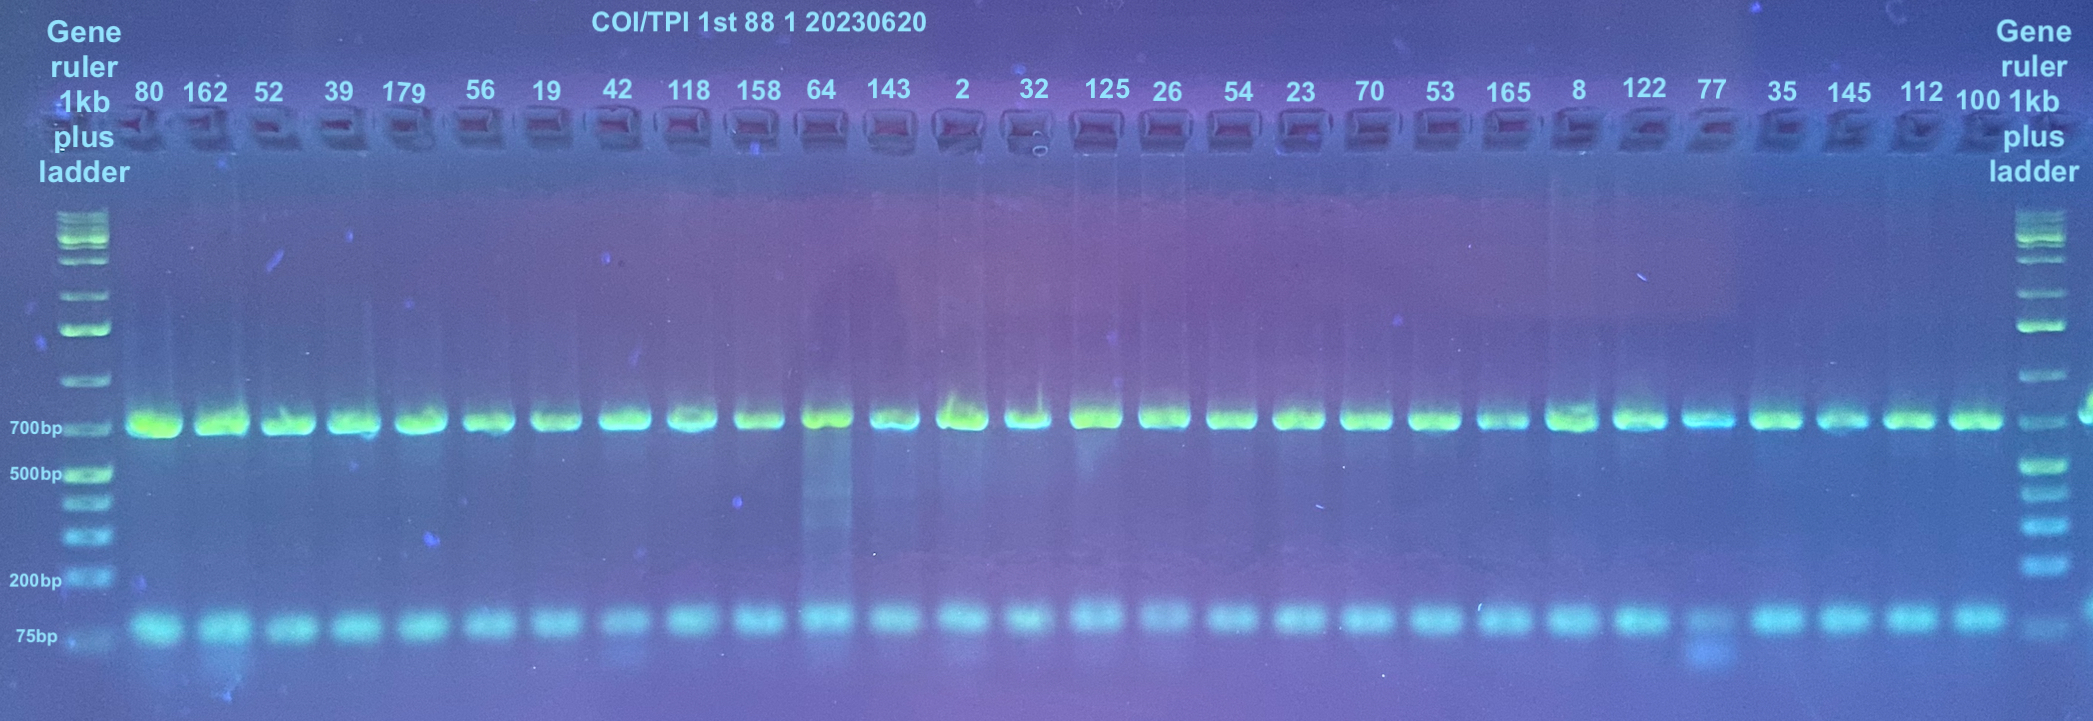 COI/TPI 1st 88 1 20230620
Gene
ruler
1kb
plus
ladder
80 162 52 39 179 56 19 42 118 158 64 143 2 32 125 26 54 23 70 53 165 8 122 77 35 145 112 100
Gene
ruler
1kb
plus
ladder
700bp
500bp
200bp
75bp